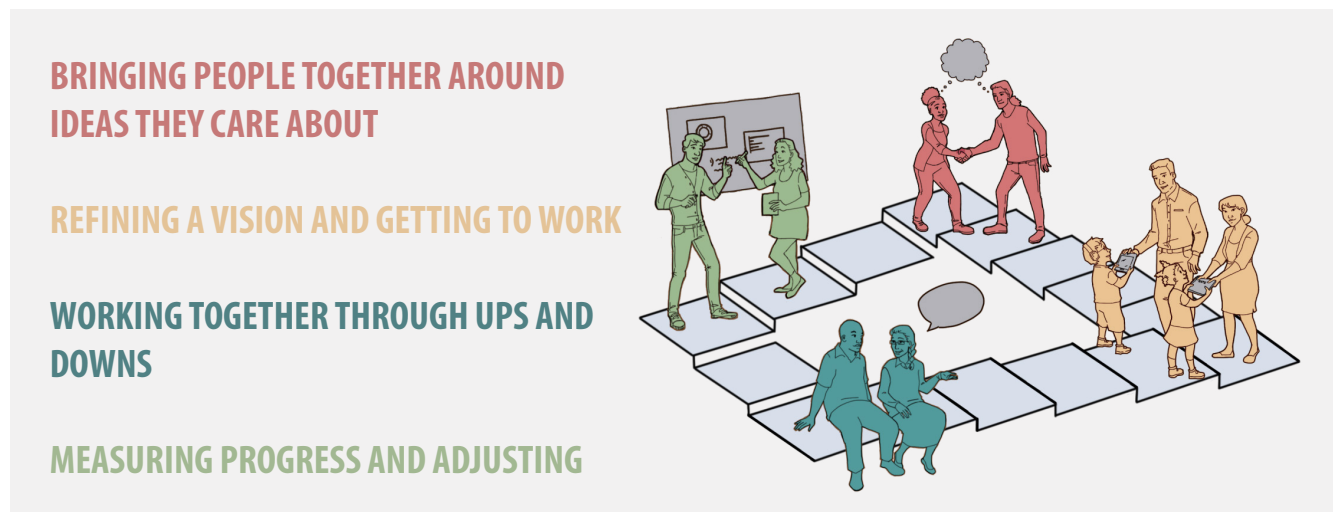 BRINGING PEOPLE TOGETHER AROUND
IDEAS THEY CARE ABOUT
REFINING A VISION AND GETTING TO WORK
WORKING TOGETHER THROUGH UPS AND
DOWNS
MEASURING PROGRESS AND ADJUSTING